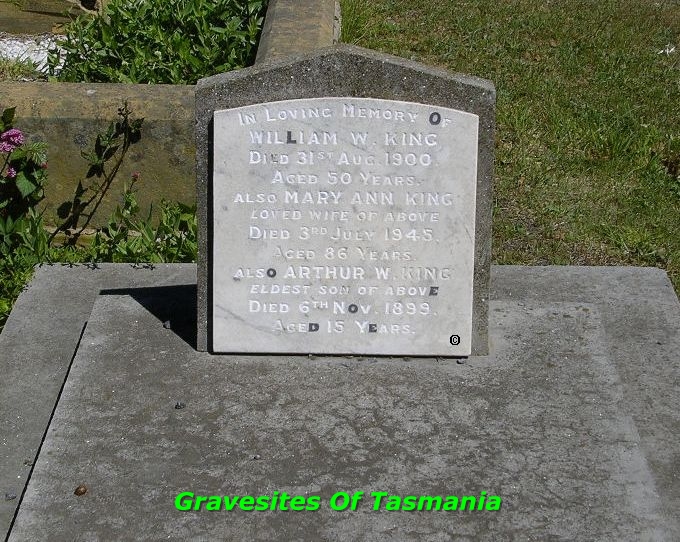 In Loving Memory Of
William W. King
Died 31st Aug. 1900.
Aged 50 Years.
Also Mary Ann King
Loved Wife of Above
Died 3rd July 1945.
Aged 86 Years.
Also Arthur W. King
Eldest Son of Above
Died 6th Nov. 1899.
Aged 15 Years.
©
Gravesites Of Tasmania